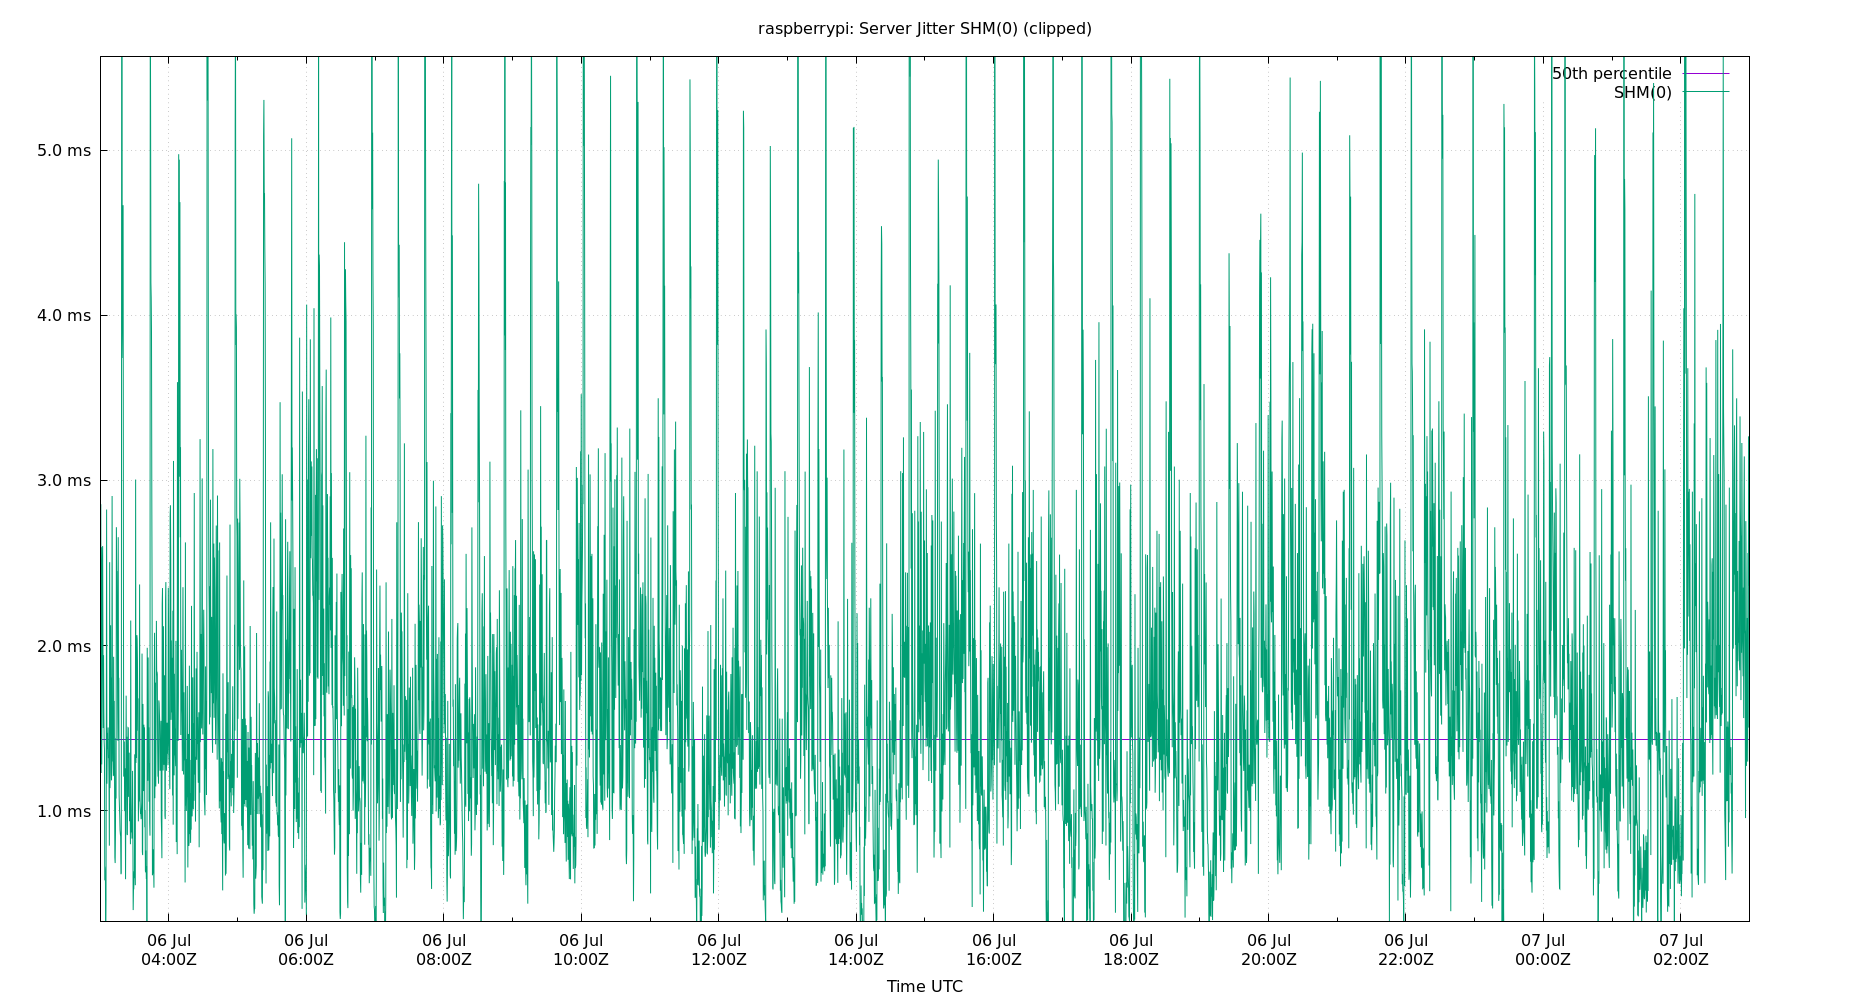 raspberrypi: Server Jitter SHM(0) (clipped)
50th percentile
SHM(0)
5.0 ms
4.0 ms
3.0 ms
2.0 ms
1.0 ms
06 Jul 06 Jul 06 Jul 06 Jul 06 Jul 06 Jul 06 Jul 06 Jul 06 Jul 06 Jul 07 Jul 07 Jul
04:00Z 06:00Z 08:00Z 10:00Z 12:00Z 14:00Z 16:00Z 18:00Z 20:00Z 22:00Z 00:00Z 02:00Z
Time UTC